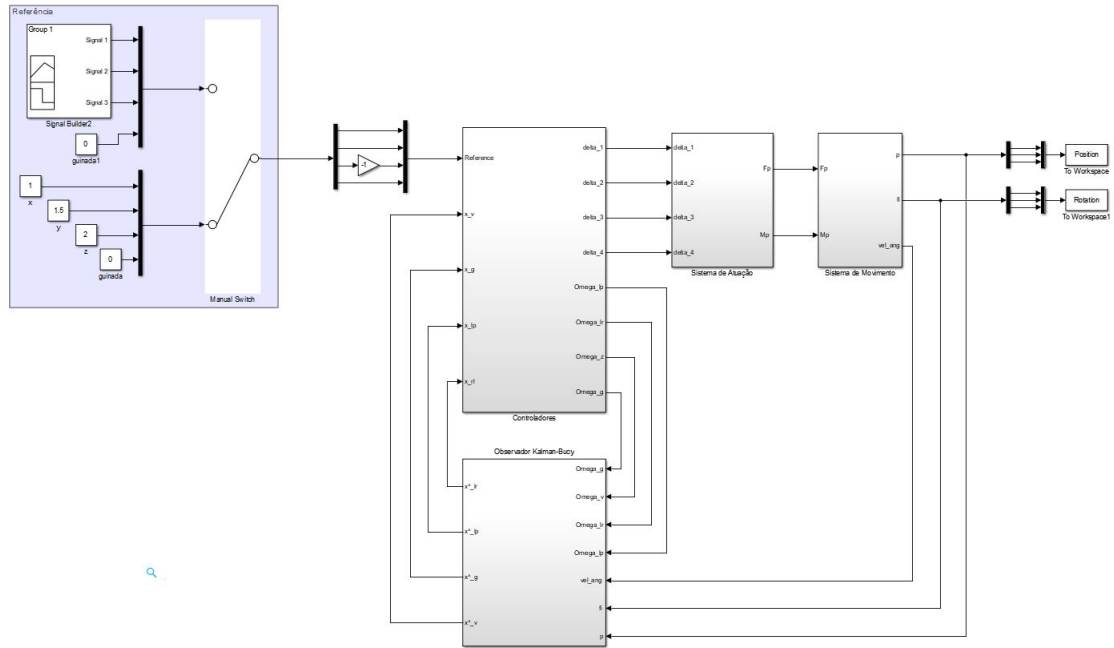 Referência
Group 1
Signal 1
Signal 2
Signal 3
Signal Builder2
0
guinada1
1
x
1.5
y
2
z
0
guinada
Manual Switch
-1
Reference
x_v
x_g
x_lp
x_rl
delta_1
delta_2
delta_3
delta_4
Omega_lp
Omega_lr
Omega_z
Omega_g
Controladores
delta_1
delta_2
delta_3
delta_4
Fp
Mp
Sistema de Atuação
Fp
Mp
p
fi
vel_ang
Sistema de Movimento
Position
To Workspace
Rotation
To Workspace1
Observador Kalman-Bucy
x*_lr
x*_lp
x*_g
x*_v
Omega_g
Omega_v
Omega_lr
Omega_lp
vel_ang
fi
p